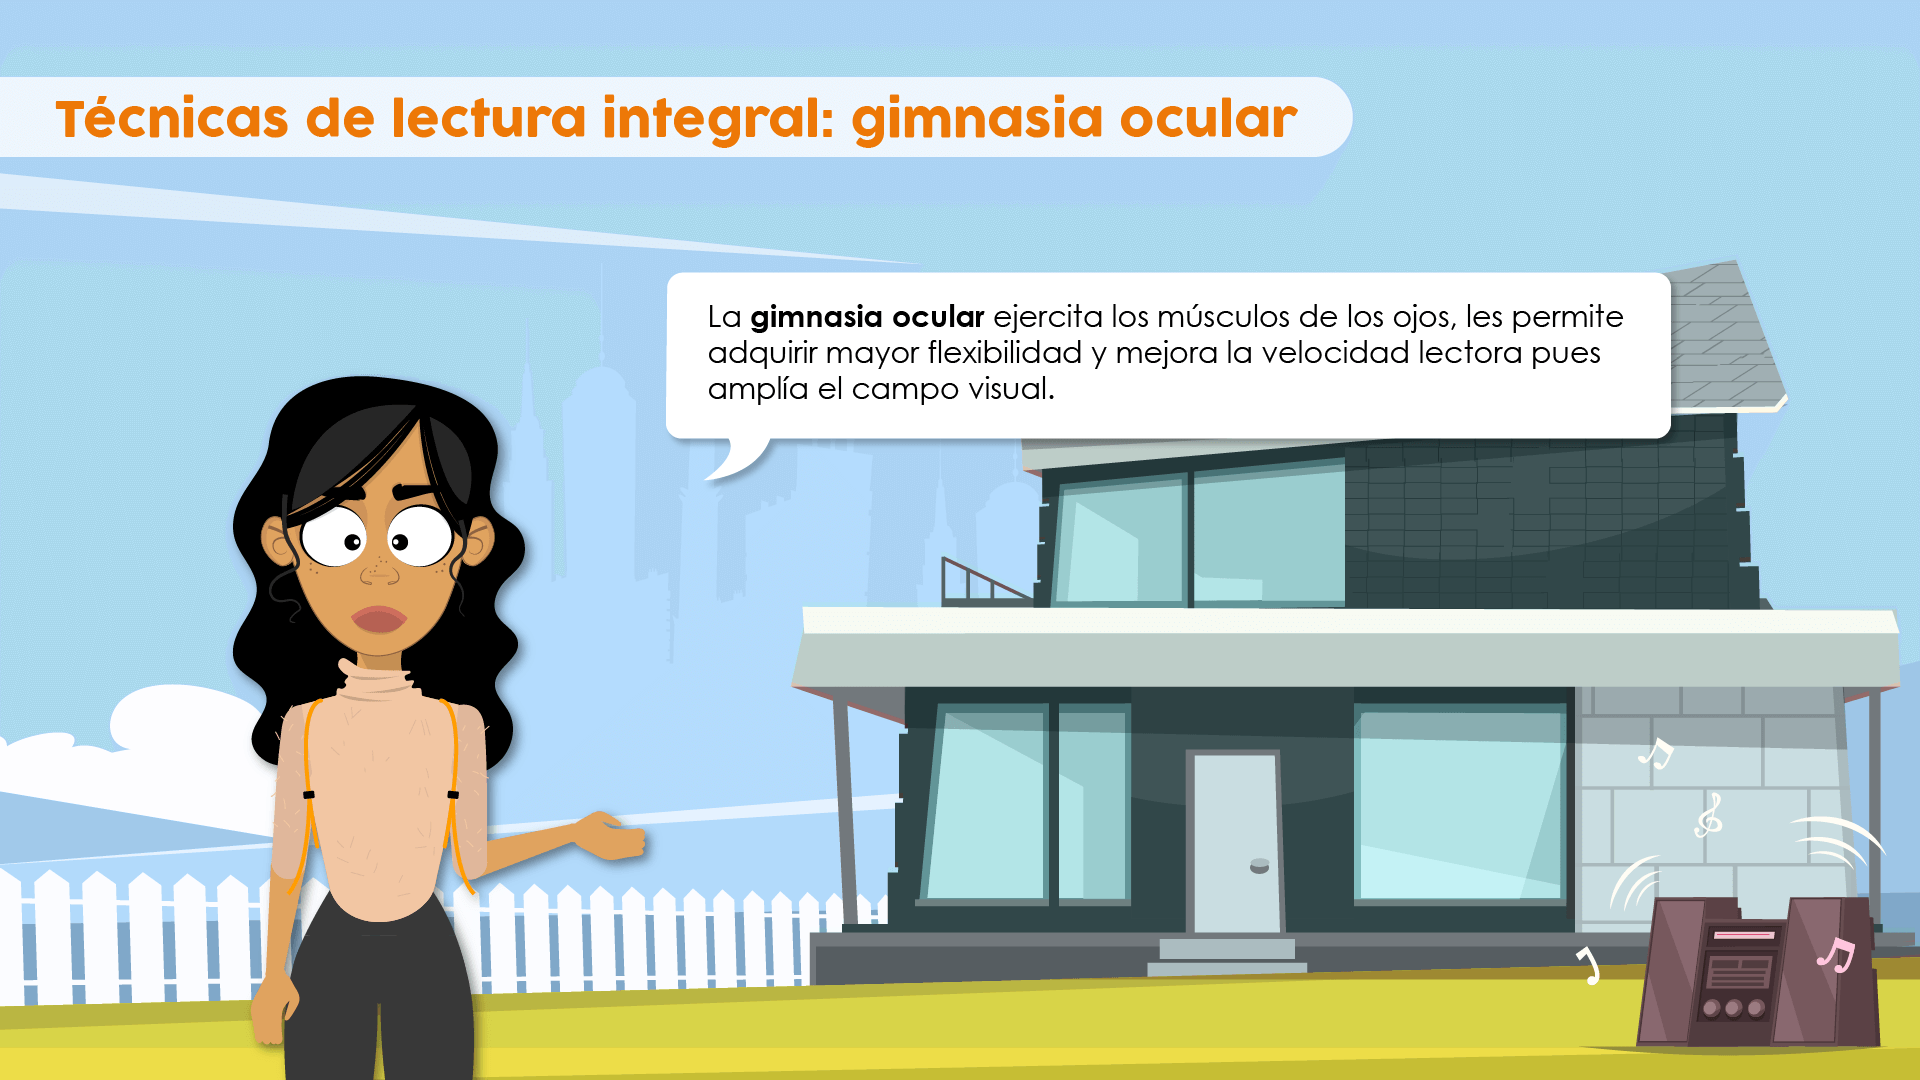 Técnicas de lectura integral: gimnasia ocular
La gimnasia ocular ejercita los músculos de los ojos, les permite
adquirir mayor flexibilidad y mejora la velocidad lectora pues
amplía el campo visual.